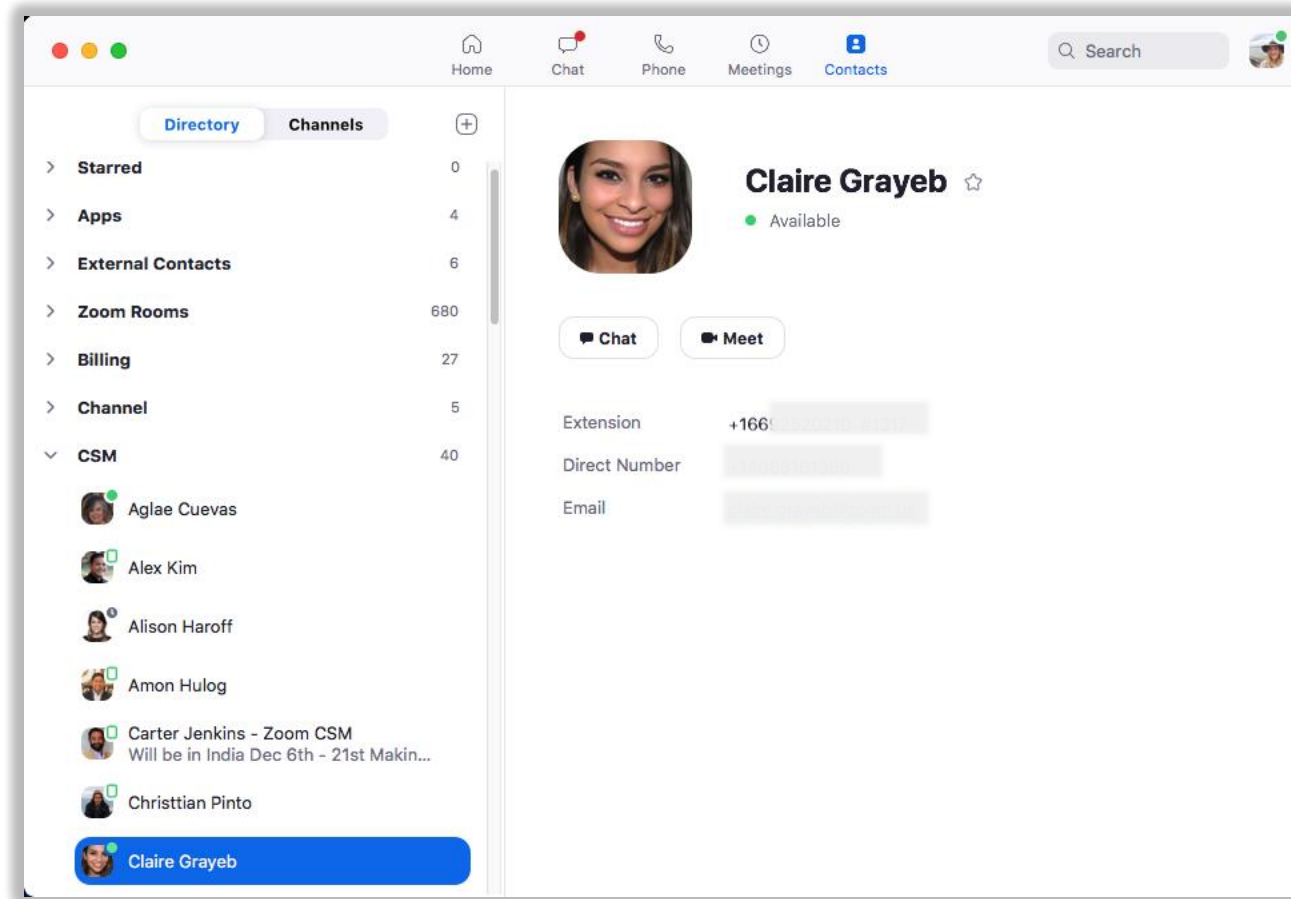 Home
Chat
Phone
Meetings
Contacts
Search
Directory
Channels
Starred 0
Apps 4
External Contacts 6
Zoom Rooms 680
Billing 27
Channel 5
CSM 40
Aglae Cuevas
Alex Kim
Alison Haroff
Amon Hulog
Carter Jenkins - Zoom CSM
Will be in India Dec 6th - 21st Makin...
Christtian Pinto
Claire Grayeb
Claire Grayeb
Available
Chat
Meet
Extension +166
Direct Number
Email